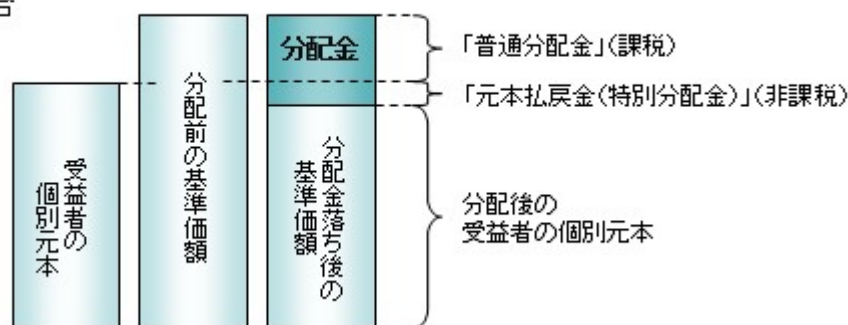 受益者の
個別元本
分配前の基準価額
分配金
分配金落ち後の
基準価額
「普通分配金」(課税)
「元本払戻金(特別分配金)」(非課税)
分配後の
受益者の個別元本